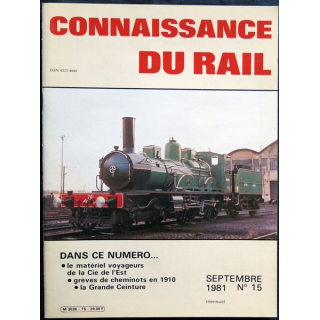 CONNAISSANCE
DU RAIL
DANS CE NUMERO...
• le matériel voyageurs
de la Cie de l'Est
• grèves de cheminots en 1910
• la Grande Ceinture
SEPTEMBRE
1981 N° 15
mensuel